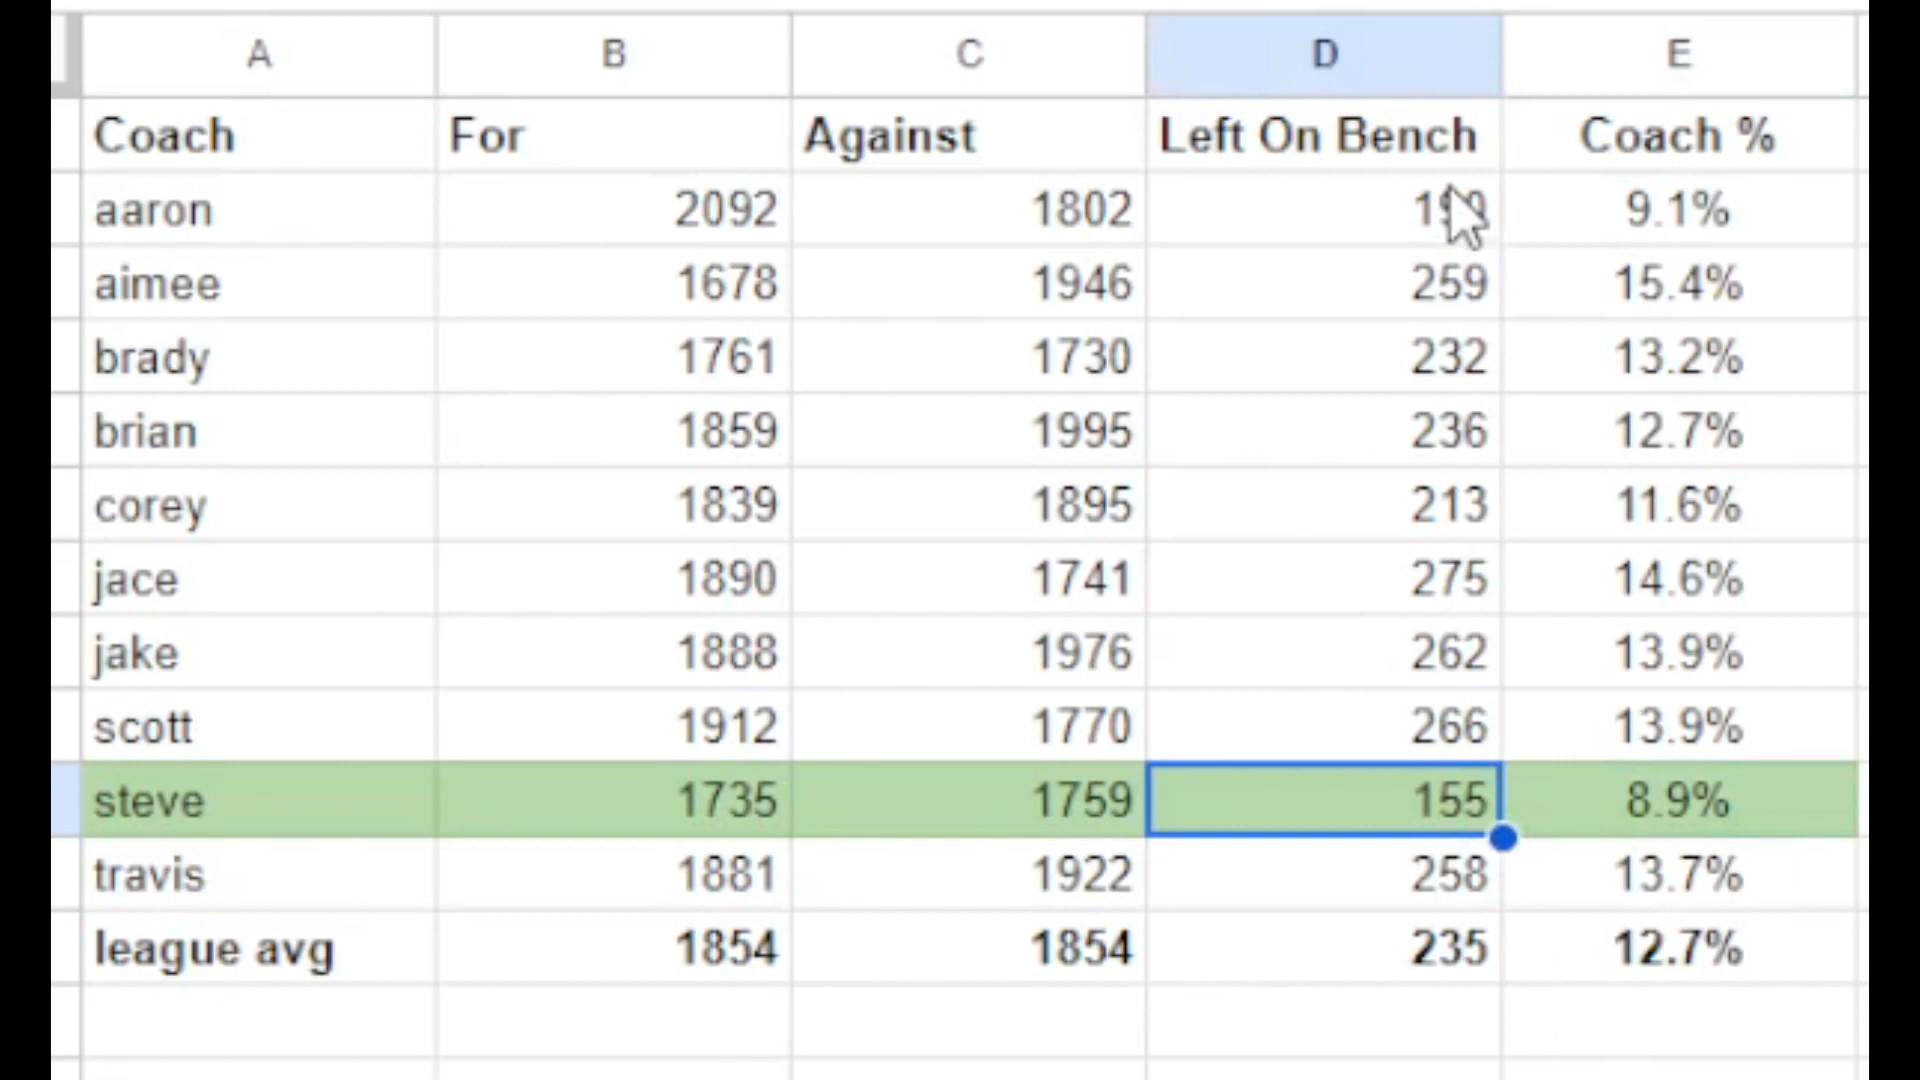 A B C D E
Coach For Against Left On Bench Coach %
aaron 2092 1802 9.1%
aimee 1678 1946 259 15.4%
brady 1761 1730 232 13.2%
brian 1859 1995 236 12.7%
corey 1839 1895 213 11.6%
jace 1890 1741 275 14.6%
jake 1888 1976 262 13.9%
scott 1912 1770 266 13.9%
steve 1735 1759 155 8.9%
travis 1881 1922 258 13.7%
league avg 1854 1854 235 12.7%